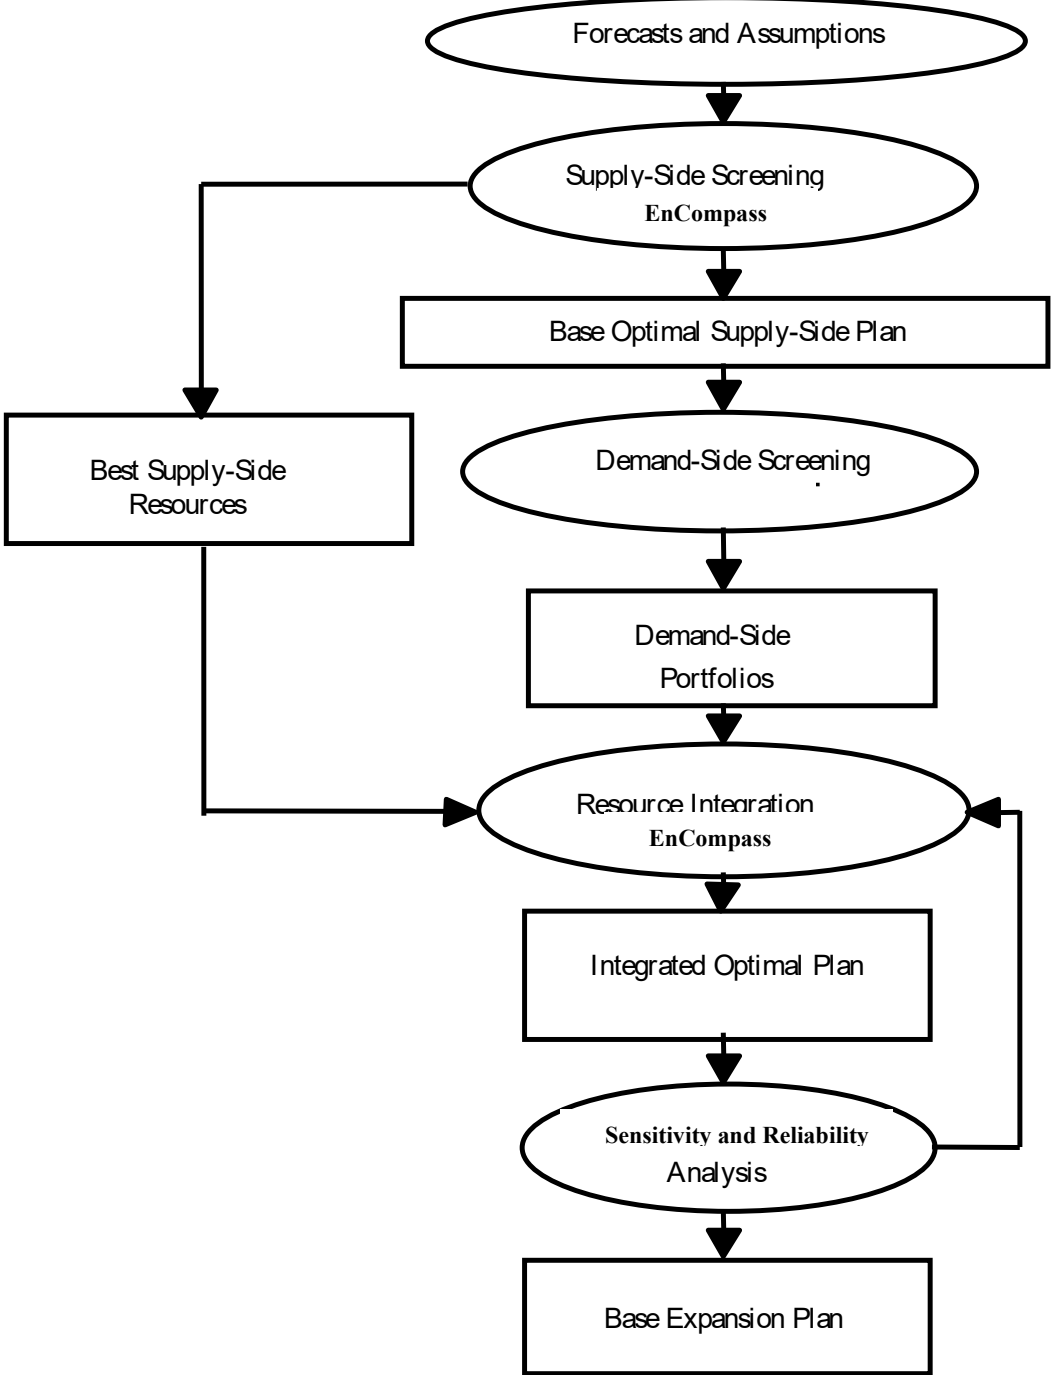 Forecasts and Assumptions
Supply-Side Screening
EnCompass
Base Optimal Supply-Side Plan
Best Supply-Side
Resources
Demand-Side Screening
Demand-Side
Portfolios
Resource Integration
EnCompass
Integrated Optimal Plan
Sensitivity and Reliability
Analysis
Base Expansion Plan